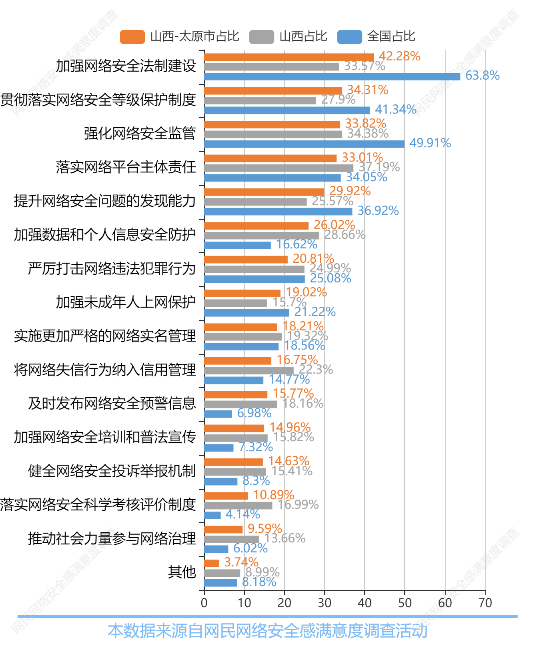 山西-太原市占比 山西占比 全国占比
加强网络安全法制建设 42.28% 33.57% 63.8%
贯彻落实网络安全等级保护制度 34.31% 27.9% 41.34%
强化网络安全监管 33.82% 34.38% 49.91%
落实网络平台主体责任 33.01% 37.19% 34.05%
提升网络安全问题的发现能力 29.92% 25.57% 36.92%
加强数据和个人信息安全防护 26.02% 28.66% 16.62%
严厉打击网络违法犯罪行为 20.81% 24.99% 25.08%
加强未成年人上网保护 19.02% 15.7% 21.22%
实施更加严格的网络实名管理 18.21% 19.32% 18.56%
将网络失信行为纳入信用管理 16.75% 22.3% 14.77%
及时发布网络安全预警信息 15.77% 18.16% 6.98%
加强网络安全培训和普法宣传 14.96% 15.82% 7.32%
健全网络安全投诉举报机制 14.63% 15.41% 8.3%
落实网络安全科学考核评价制度 10.89% 16.99% 4.14%
推动社会力量参与网络治理 9.59% 13.66% 6.02%
其他 3.74% 8.99% 8.18%
0 10 20 30 40 50 60 70
本数据来源自网民网络安全感满意度调查活动